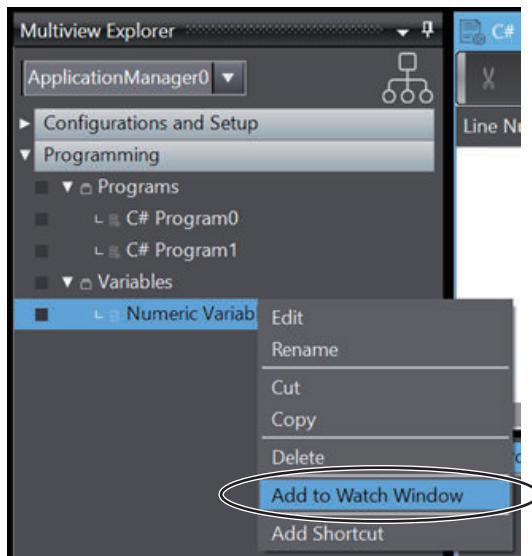 Multiview Explorer
C#
ApplicationManager0
Configurations and Setup
Line Nu
Programming
Programs
C# Program0
C# Program1
Variables
Numeric Variab
Edit
Rename
Cut
Copy
Delete
Add to Watch Window
Add Shortcut